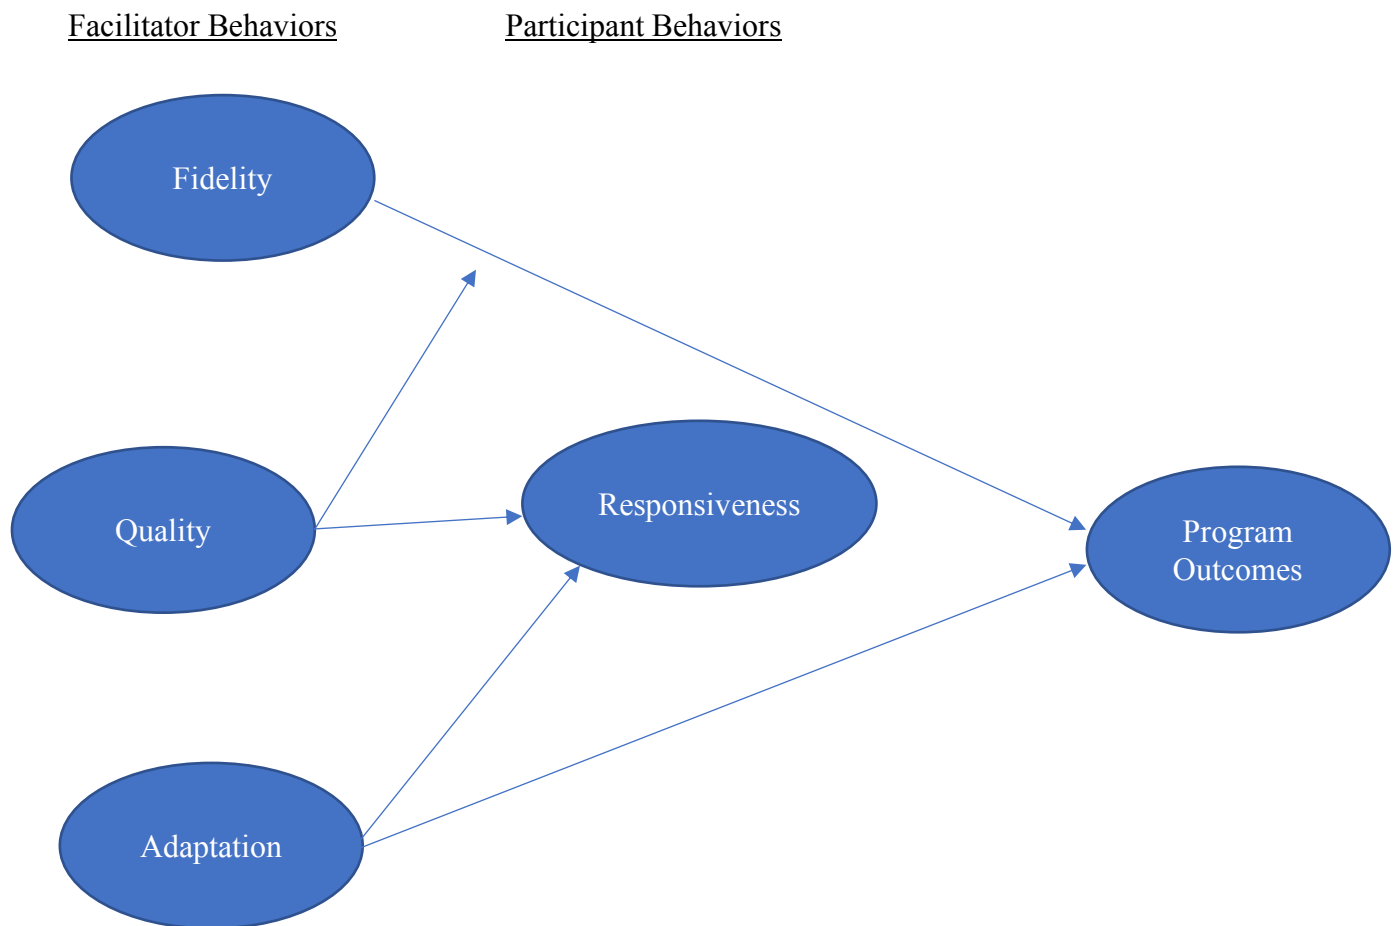 Facilitator Behaviors
Participant Behaviors
Fidelity
Quality
Responsiveness
Program
Outcomes
Adaptation